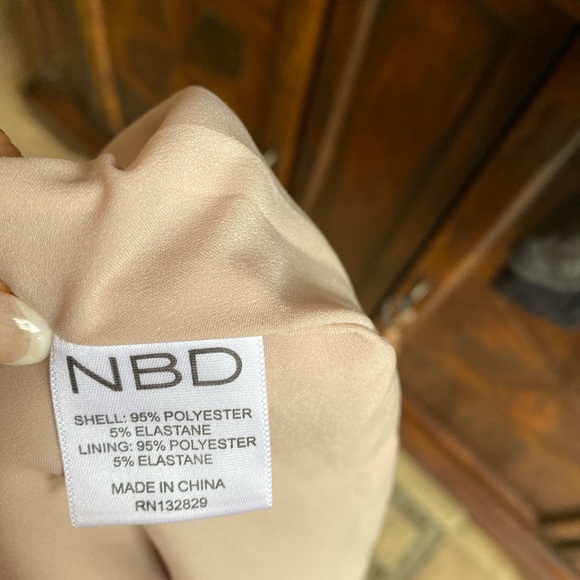 NBD
SHELL: 95% POLYESTER
5% ELASTANE
LINING: 95% POLYESTER
5% ELASTANE
MADE IN CHINA
RN132829